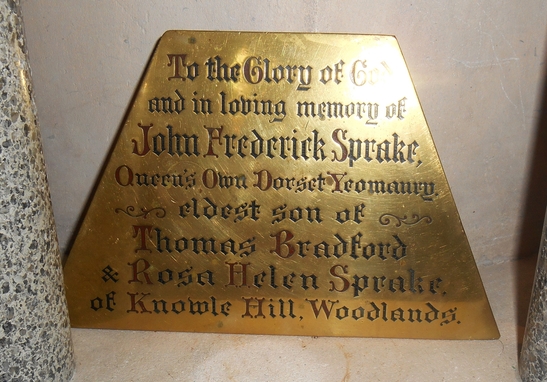 To the Glory of God
and in loving memory of
John Frederick Sprake,
Queen's Own Dorset Yeomanry,
eldest son of
Thomas Bradford
& Rosa Helen Sprake,
of Knowle Hill, Woodlands.